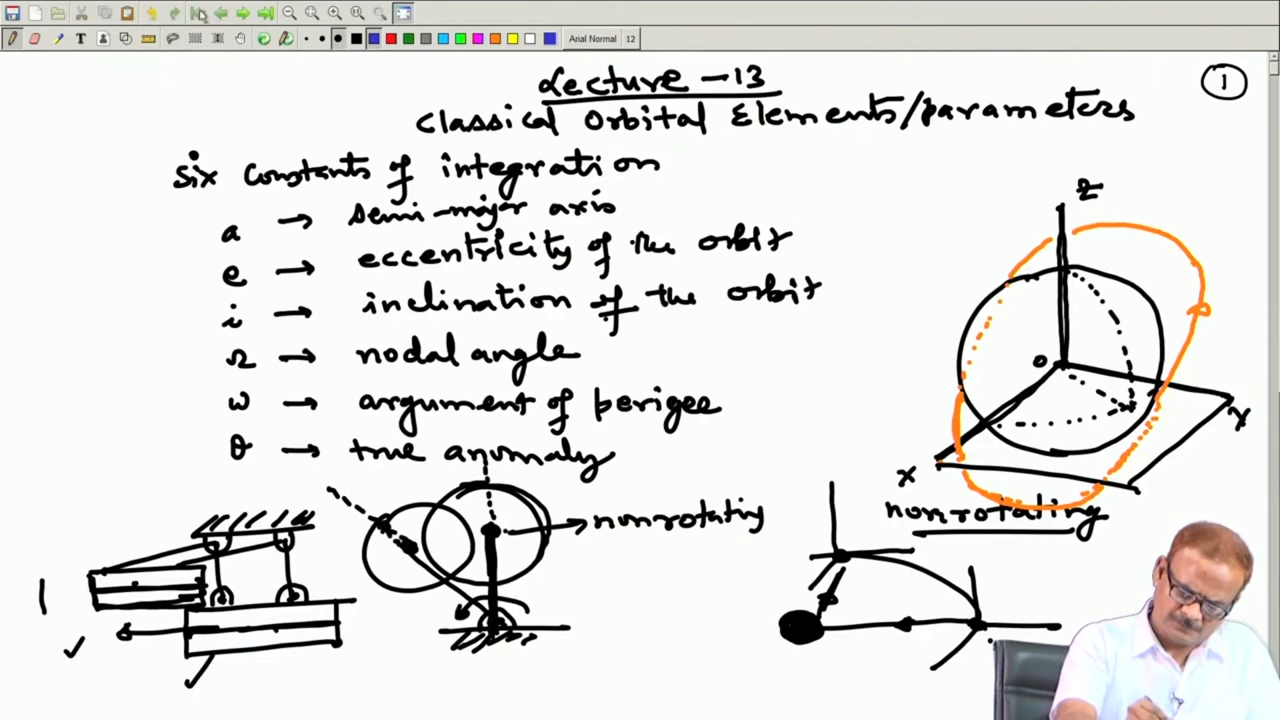 Arial Normal 12
Lecture - 13
1
Classical Orbital Elements/parameters
six constants of integration
a → semi-major axis
e → eccentricity of the orbit
i → inclination of the orbit
Ω → nodal angle
ω → argument of perigee
θ → true anomaly
Z
O
Y
X
nonrotating
nonrotating